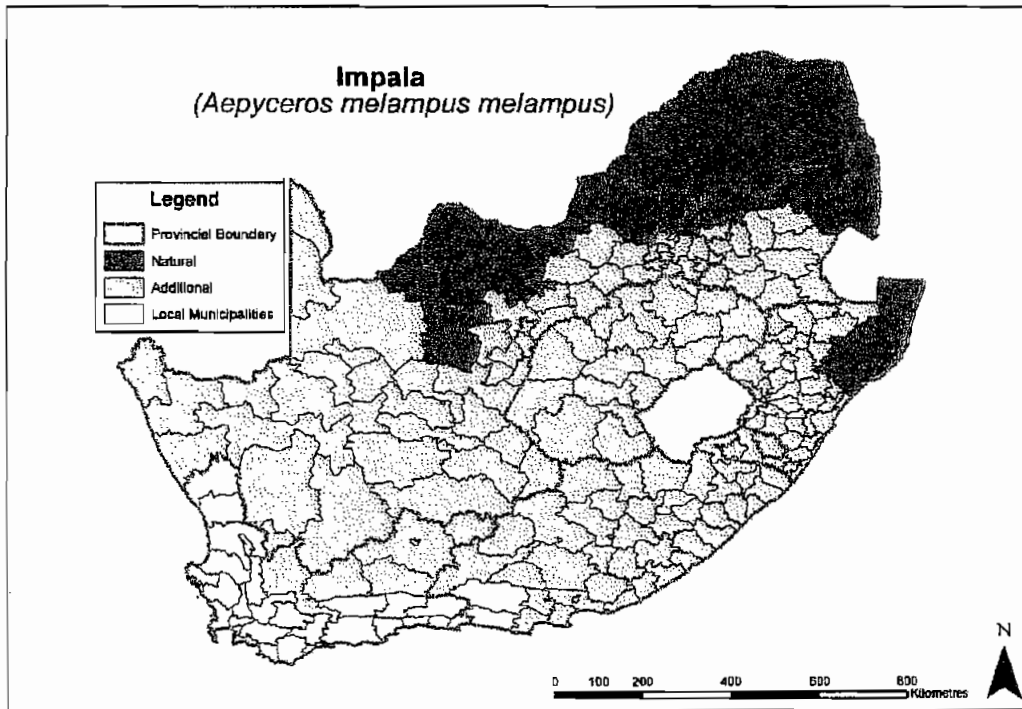 Impala
(Aepyceros melampus melampus)
Legend
Provincial Boundary
Natural
Additional
Local Municipalities
N
0 100 200 400 600 800
Kilometres